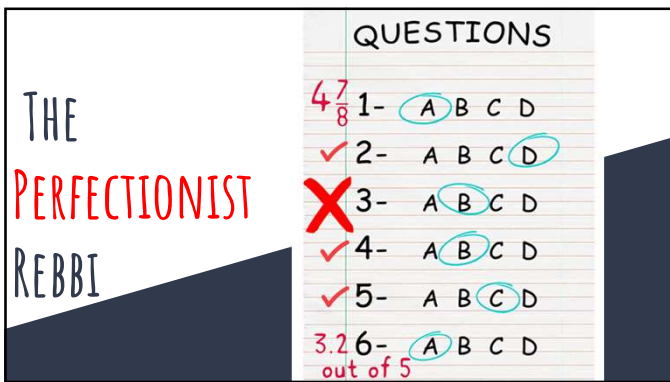 THE
PERFECTIONIST
REBBI
QUESTIONS
4 7/8 1- A B C D
2- A B C D
3- A B C D
4- A B C D
5- A B C D
3.2 6- A B C D
out of 5